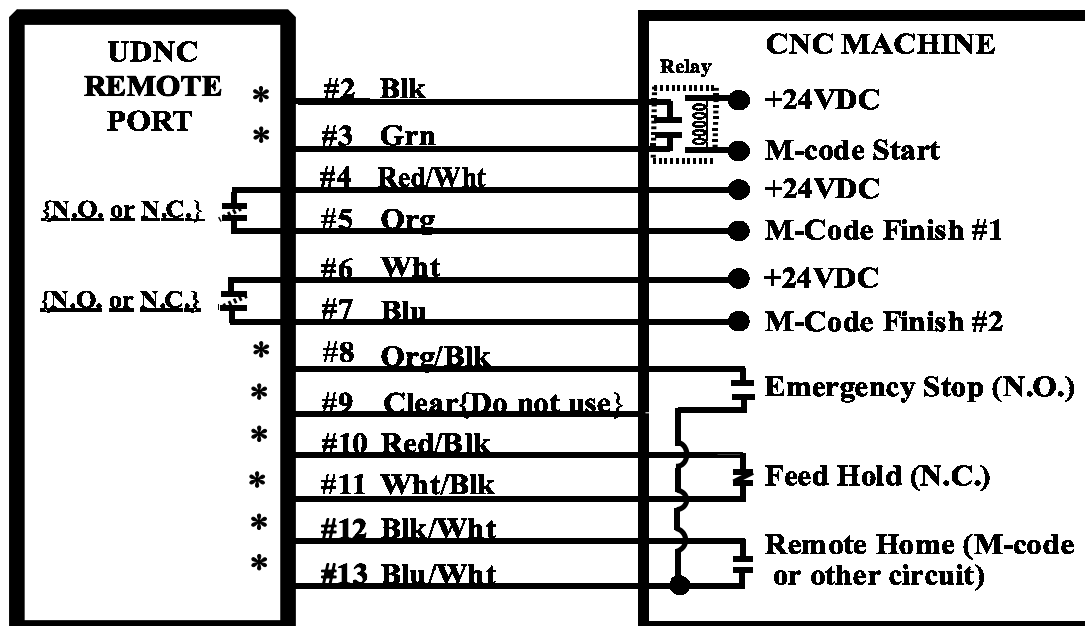 UDNC
REMOTE
PORT
CNC MACHINE
Relay
* #2 Blk
+24VDC
* #3 Grn
M-code Start
#4 Red/Wht
+24VDC
{N.O. or N.C.}
#5 Org
M-Code Finish #1
#6 Wht
+24VDC
{N.O. or N.C.}
#7 Blu
M-Code Finish #2
* #8 Org/Blk
Emergency Stop (N.O.)
* #9 Clear{Do not use}
* #10 Red/Blk
Feed Hold (N.C.)
* #11 Wht/Blk
* #12 Blk/Wht
Remote Home (M-code
or other circuit)
* #13 Blu/Wht